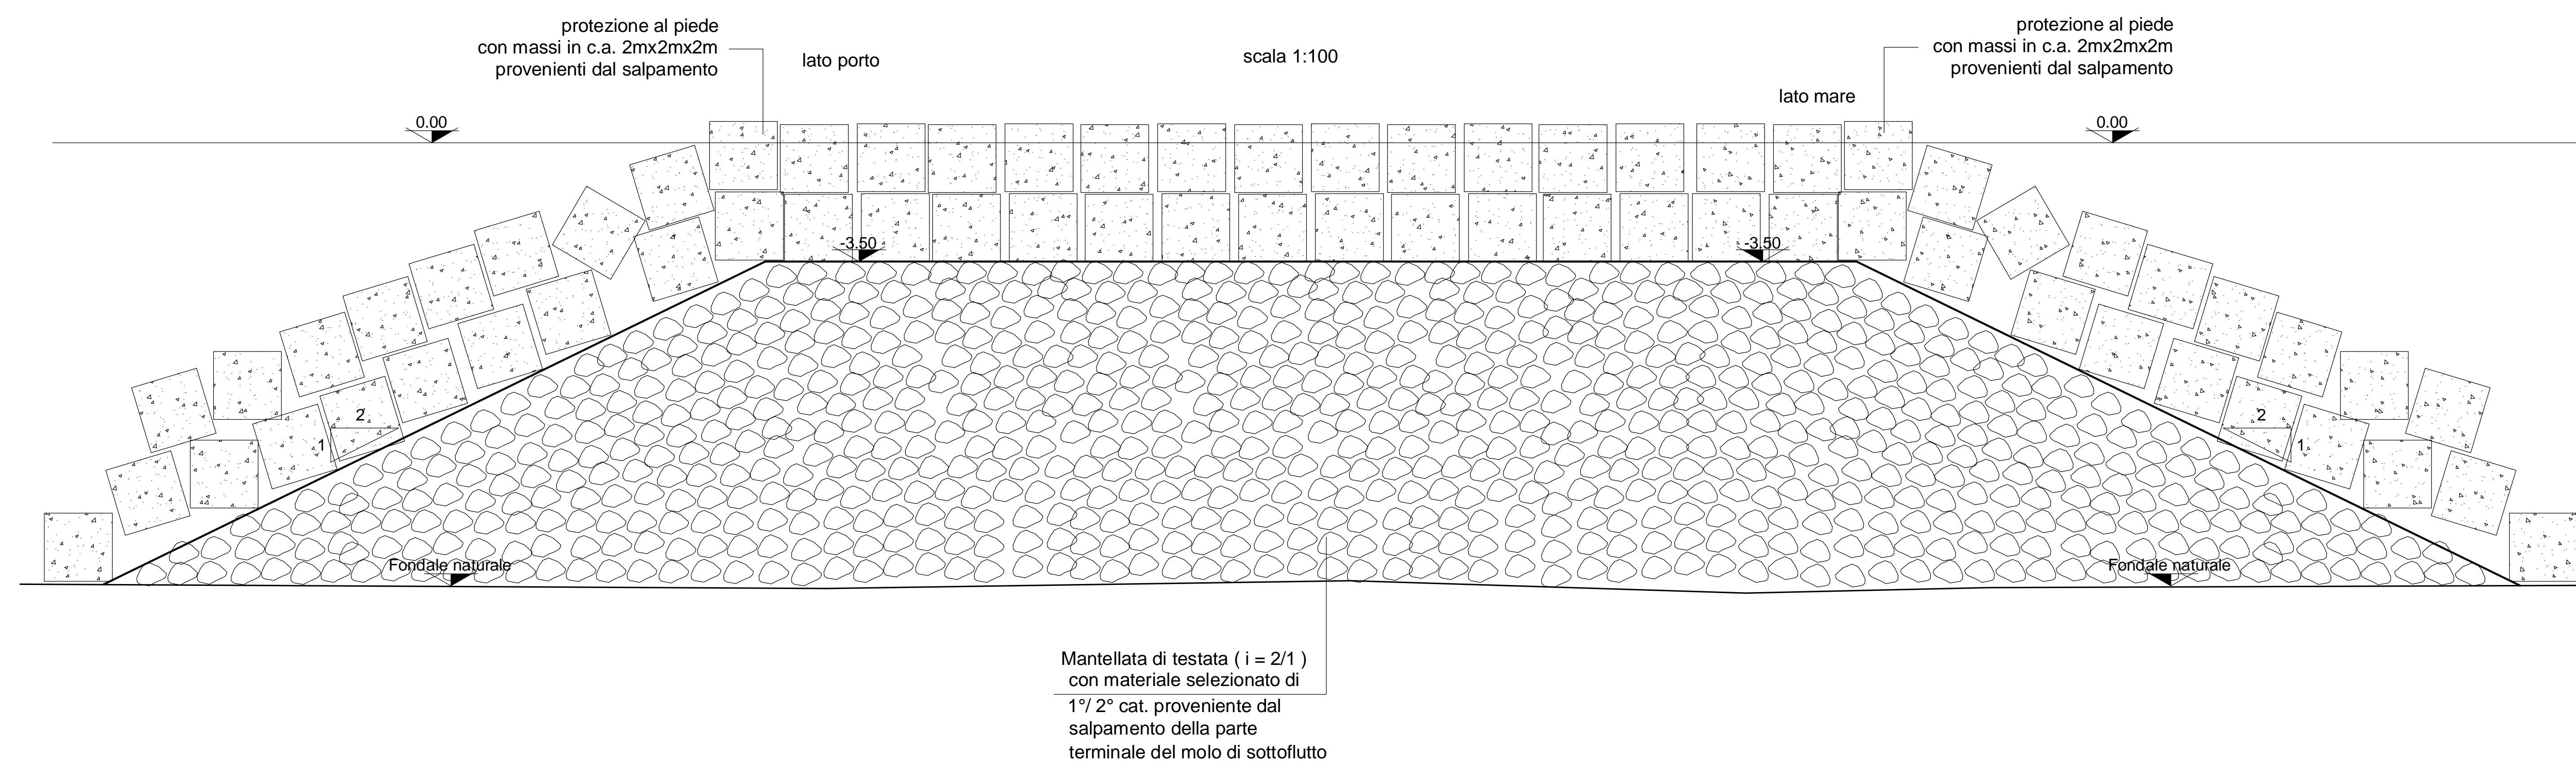 protezione al piede
con massi in c.a. 2mx2mx2m
provenienti dal salpamento
lato porto
scala 1:100
protezione al piede
con massi in c.a. 2mx2mx2m
provenienti dal salpamento
lato mare
0.00
0.00
-3.50
-3.50
2
1
2
1
Fondale naturale
Fondale naturale
Mantellata di testata ( i = 2/1 )
con materiale selezionato di
1°/ 2° cat. proveniente dal
salpamento della parte
terminale del molo di sottoflutto